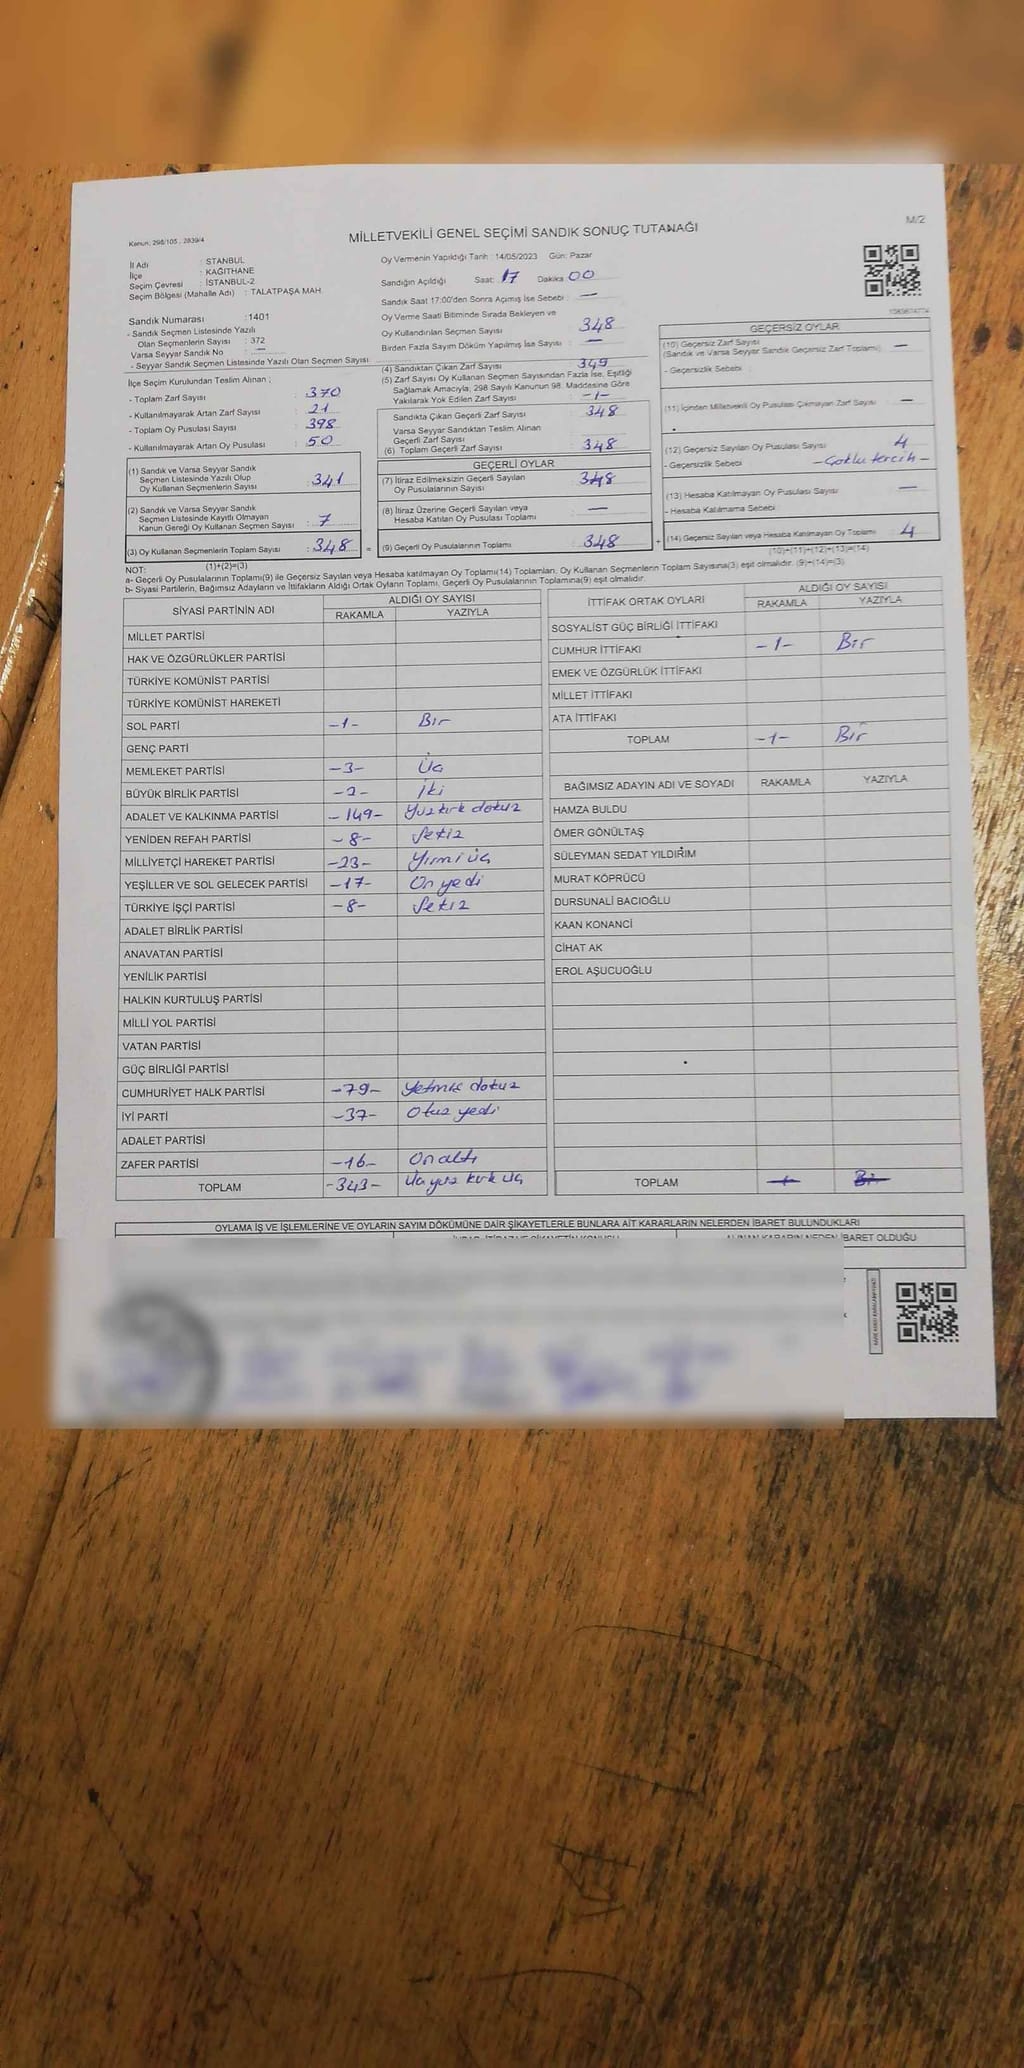 M/2
Kanun: 298/105 , 2839/4
MİLLETVEKİLİ GENEL SEÇİMİ SANDIK SONUÇ TUTANAĞI
İl Adı : STANBUL
İlçe : KAĞITHANE
Seçim Çevresi : İSTANBUL-2
Seçim Bölgesi (Mahalle Adı) : TALATPAŞA MAH.
Sandık Numarası :1401
- Sandık Seçmen Listesinde Yazılı
Olan Seçmenlerin Sayısı : 372
Varsa Seyyar Sandık No : —
- Seyyar Sandık Seçmen Listesinde Yazılı Olan Seçmen Sayısı
İlçe Seçim Kurulundan Teslim Alınan ;
- Toplam Zarf Sayısı : 370
- Kullanılmayarak Artan Zarf Sayısı : 21
- Toplam Oy Pusulası Sayısı : 398
- Kullanılmayarak Artan Oy Pusulası : 50
(1) Sandık ve Varsa Seyyar Sandık
Seçmen Listesinde Yazılı Olup
Oy Kullanan Seçmenlerin Sayısı : 341
(2) Sandık ve Varsa Seyyar Sandık
Seçmen Listesinde Kayıtlı Olmayan
Kanun Gereği Oy Kullanan Seçmen Sayısı : 7
(3) Oy Kullanan Seçmenlerin Toplam Sayısı : 348 =
(1)+(2)=(3)
Oy Vermenin Yapıldığı Tarih : 14/05/2023 Gün: Pazar
Sandığın Açıldığı Saat: 17 Dakika 00
Sandık Saat 17:00'den Sonra Açılmış İse Sebebi : —
Oy Verme Saati Bitiminde Sırada Bekleyen ve
Oy Kullandırılan Seçmen Sayısı : 348
Birden Fazla Sayım Döküm Yapılmış İse Sayısı : —
(4) Sandıktan Çıkan Zarf Sayısı : 349
(5) Zarf Sayısı Oy Kullanan Seçmen Sayısından Fazla İse, Eşitliği
Sağlamak Amacıyla, 298 Sayılı Kanunun 98. Maddesine Göre
Yakılarak Yok Edilen Zarf Sayısı : -1-
Sandıkta Çıkan Geçerli Zarf Sayısı : 348
Varsa Seyyar Sandıktan Teslim Alınan
Geçerli Zarf Sayısı
(6) Toplam Geçerli Zarf Sayısı : 348
GEÇERLİ OYLAR
(7) İtiraz Edilmeksizin Geçerli Sayılan
Oy Pusulalarının Sayısı : 348
(8) İtiraz Üzerine Geçerli Sayılan veya
Hesaba Katılan Oy Pusulası Toplamı : —
(9) Geçerli Oy Pusulalarının Toplamı : 348 +
GEÇERSİZ OYLAR
(10) Geçersiz Zarf Sayısı
(Sandık ve Varsa Seyyar Sandık Geçersiz Zarf Toplamı) : —
- Geçersizlik Sebebi :
(11) İçinden Milletvekili Oy Pusulası Çıkmayan Zarf Sayısı : —
(12) Geçersiz Sayılan Oy Pusulası Sayısı : 4
- Geçersizlik Sebebi : -Çoklu tercih-
(13) Hesaba Katılmayan Oy Pusulası Sayısı : —
- Hesaba Katılmama Sebebi :
(14) Geçersiz Sayılan veya Hesaba Katılmayan Oy Toplamı : 4
(10)+(11)+(12)+(13)=(14)
NOT:
a- Geçerli Oy Pusulalarının Toplamı(9) ile Geçersiz Sayılan veya Hesaba katılmayan Oy Toplamı(14) Toplamları, Oy Kullanan Seçmenlerin Toplam Sayısına(3) eşit olmalıdır. (9)+(14)=(3)
b- Siyasi Partilerin, Bağımsız Adayların ve İttifakların Aldığı Ortak Oyların Toplamı, Geçerli Oy Pusulalarının Toplamına(9) eşit olmalıdır.
SİYASİ PARTİNİN ADI ALDIĞI OY SAYISI
RAKAMLA YAZIYLA
MİLLET PARTİSİ
HAK VE ÖZGÜRLÜKLER PARTİSİ
TÜRKİYE KOMÜNİST PARTİSİ
TÜRKİYE KOMÜNİST HAREKETİ
SOL PARTİ -1- Bir
GENÇ PARTİ
MEMLEKET PARTİSİ -3- Üç
BÜYÜK BİRLİK PARTİSİ -2- İki
ADALET VE KALKINMA PARTİSİ -149- Yüz kırk dokuz
YENİDEN REFAH PARTİSİ -8- Sekiz
MİLLİYETÇİ HAREKET PARTİSİ -23- Yirmi üç
YEŞİLLER VE SOL GELECEK PARTİSİ -17- On yedi
TÜRKİYE İŞÇİ PARTİSİ -8- Sekiz
ADALET BİRLİK PARTİSİ
ANAVATAN PARTİSİ
YENİLİK PARTİSİ
HALKIN KURTULUŞ PARTİSİ
MİLLİ YOL PARTİSİ
VATAN PARTİSİ
GÜÇ BİRLİĞİ PARTİSİ
CUMHURİYET HALK PARTİSİ -79- Yetmiş dokuz
İYİ PARTİ -37- Otuz yedi
ADALET PARTİSİ
ZAFER PARTİSİ -16- On altı
TOPLAM -343- Üç yüz kırk üç
İTTİFAK ORTAK OYLARI ALDIĞI OY SAYISI
RAKAMLA YAZIYLA
SOSYALİST GÜÇ BİRLİĞİ İTTİFAKI
CUMHUR İTTİFAKI -1- Bir
EMEK VE ÖZGÜRLÜK İTTİFAKI
MİLLET İTTİFAKI
ATA İTTİFAKI
TOPLAM -1- Bir
BAĞIMSIZ ADAYIN ADI VE SOYADI RAKAMLA YAZIYLA
HAMZA BULDU
ÖMER GÖNÜLTAŞ
SÜLEYMAN SEDAT YILDIRIM
MURAT KÖPRÜCÜ
DURSUNALİ BACIOĞLU
KAAN KONANCİ
CİHAT AK
EROL AŞUCUOĞLU
TOPLAM 1 Bir
OYLAMA İŞ VE İŞLEMLERİNE VE OYLARIN SAYIM DÖKÜMÜNE DAİR ŞİKAYETLERLE BUNLARA AİT KARARLARIN NELERDEN İBARET BULUNDUKLARI
ALINAN KARARIN NEDEN İBARET OLDUĞU